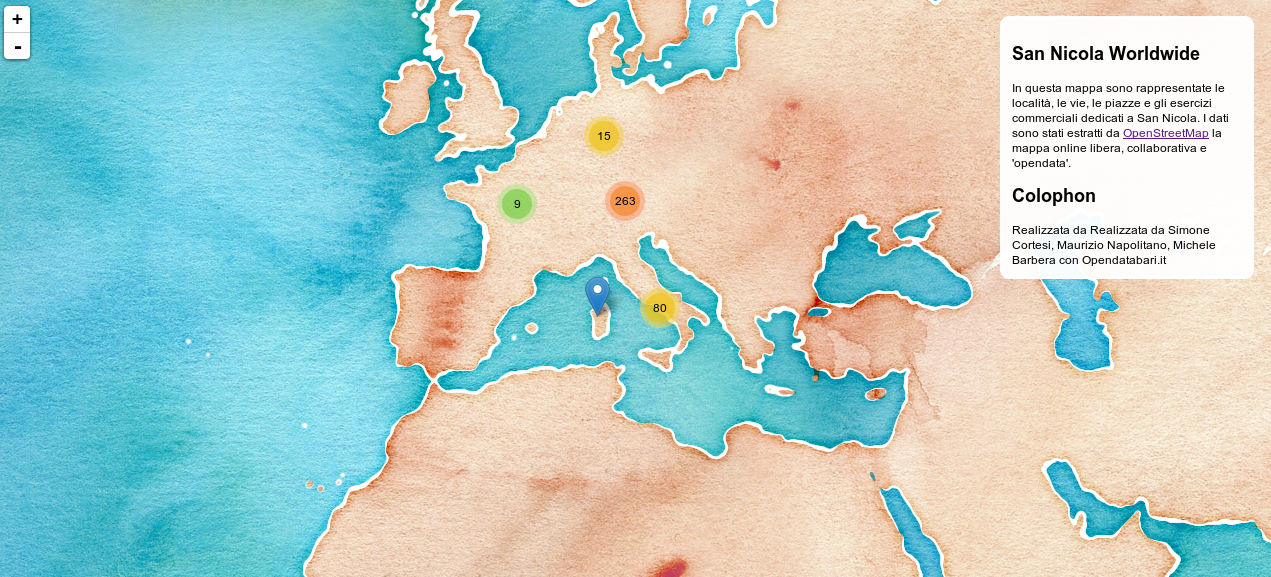 +
-
San Nicola Worldwide
In questa mappa sono rappresentate le
località, le vie, le piazze e gli esercizi
commerciali dedicati a San Nicola. I dati
sono stati estratti da OpenStreetMap la
mappa online libera, collaborativa e
'opendata'.
Colophon
Realizzata da Realizzata da Simone
Cortesi, Maurizio Napolitano, Michele
Barbera con Opendatabari.it
15
9
263
80